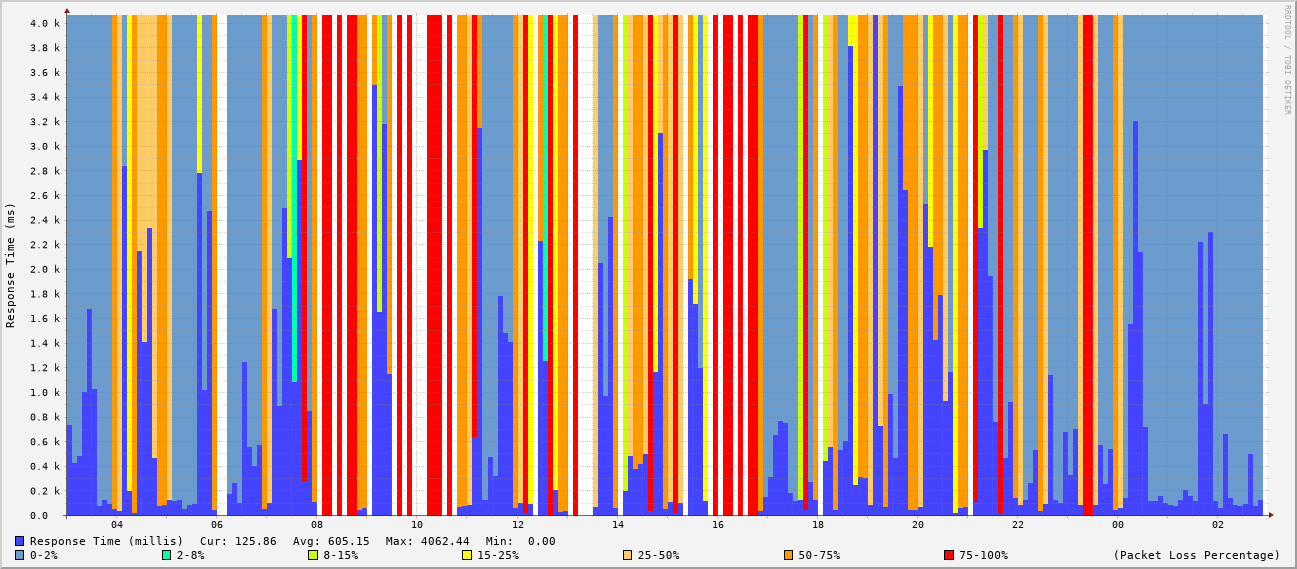 RRDTOOL / TOBI OETIKER
Response Time (ms)
4.0 k
3.8 k
3.6 k
3.4 k
3.2 k
3.0 k
2.8 k
2.6 k
2.4 k
2.2 k
2.0 k
1.8 k
1.6 k
1.4 k
1.2 k
1.0 k
0.8 k
0.6 k
0.4 k
0.2 k
0.0
04 06 08 10 12 14 16 18 20 22 00 02
Response Time (millis) Cur: 125.86 Avg: 605.15 Max: 4062.44 Min: 0.00
0-2% 2-8% 8-15% 15-25% 25-50% 50-75% 75-100% (Packet Loss Percentage)